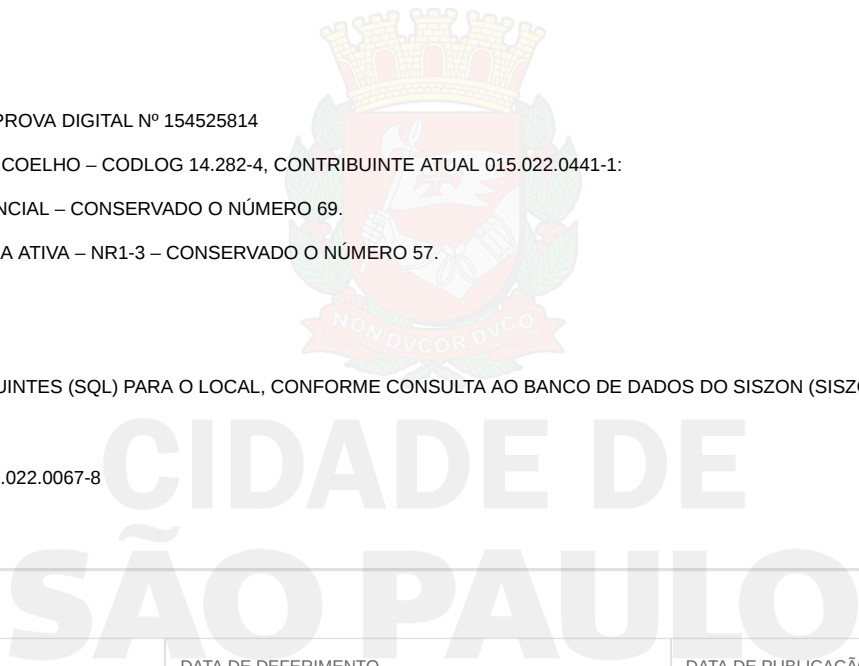 PROVA DIGITAL Nº 154525814
COELHO – CODLOG 14.282-4, CONTRIBUINTE ATUAL 015.022.0441-1:
NCIAL – CONSERVADO O NÚMERO 69.
A ATIVA – NR1-3 – CONSERVADO O NÚMERO 57.
NON DVCOR DVCO
UINTES (SQL) PARA O LOCAL, CONFORME CONSULTA AO BANCO DE DADOS DO SISZON (SISZO
CIDADE DE
.022.0067-8
SÃO PAULO
DATA DE DEFERIMENTO DATA DE PUBLICAÇÃO